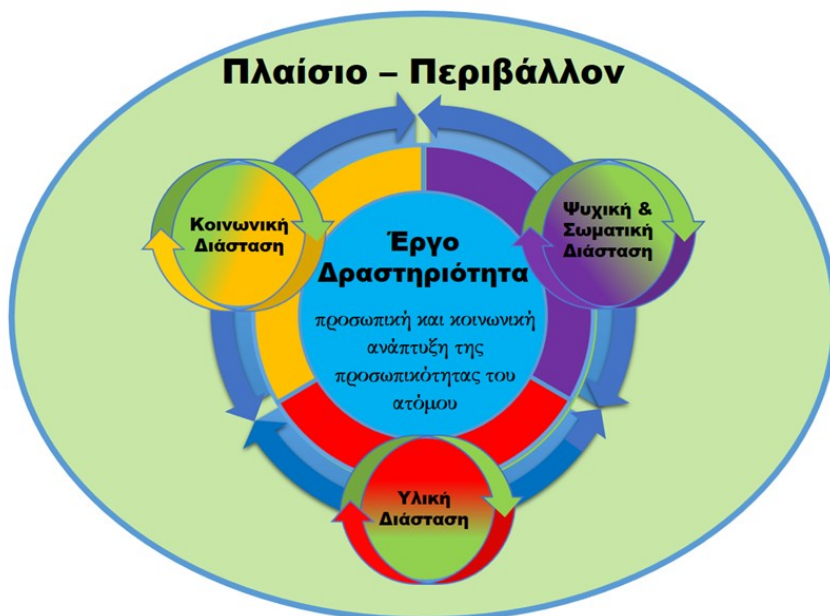 Πλαίσιο – Περιβάλλον
Κοινωνική
Διάσταση
Ψυχική &
Σωματική
Διάσταση
Έργο
Δραστηριότητα
προσωπική και κοινωνική
ανάπτυξη της
προσωπικότητας του
ατόμου
Υλική
Διάσταση